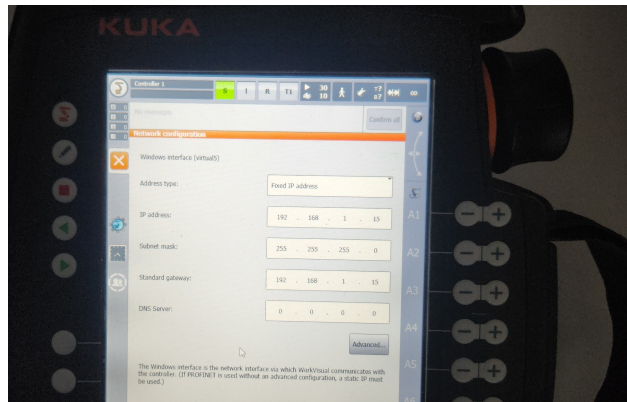 KUKA
Controller 1
S I R T1 30 10 T? B? ∞
No messages
Confirm all
Network configuration
Windows interface (Virtual5)
Address type: Fixed IP address
IP address: 192 . 168 . 1 . 15
Subnet mask: 255 . 255 . 255 . 0
Standard gateway: 192 . 168 . 1 . 15
DNS Server: 0 . 0 . 0 . 0
Advanced...
The Windows interface is the network interface via which WorkVisual communicates with
the controller. (If PROFINET is used without an advanced configuration, a static IP must
be used.)
A1
A2
A3
A4
A5
A6